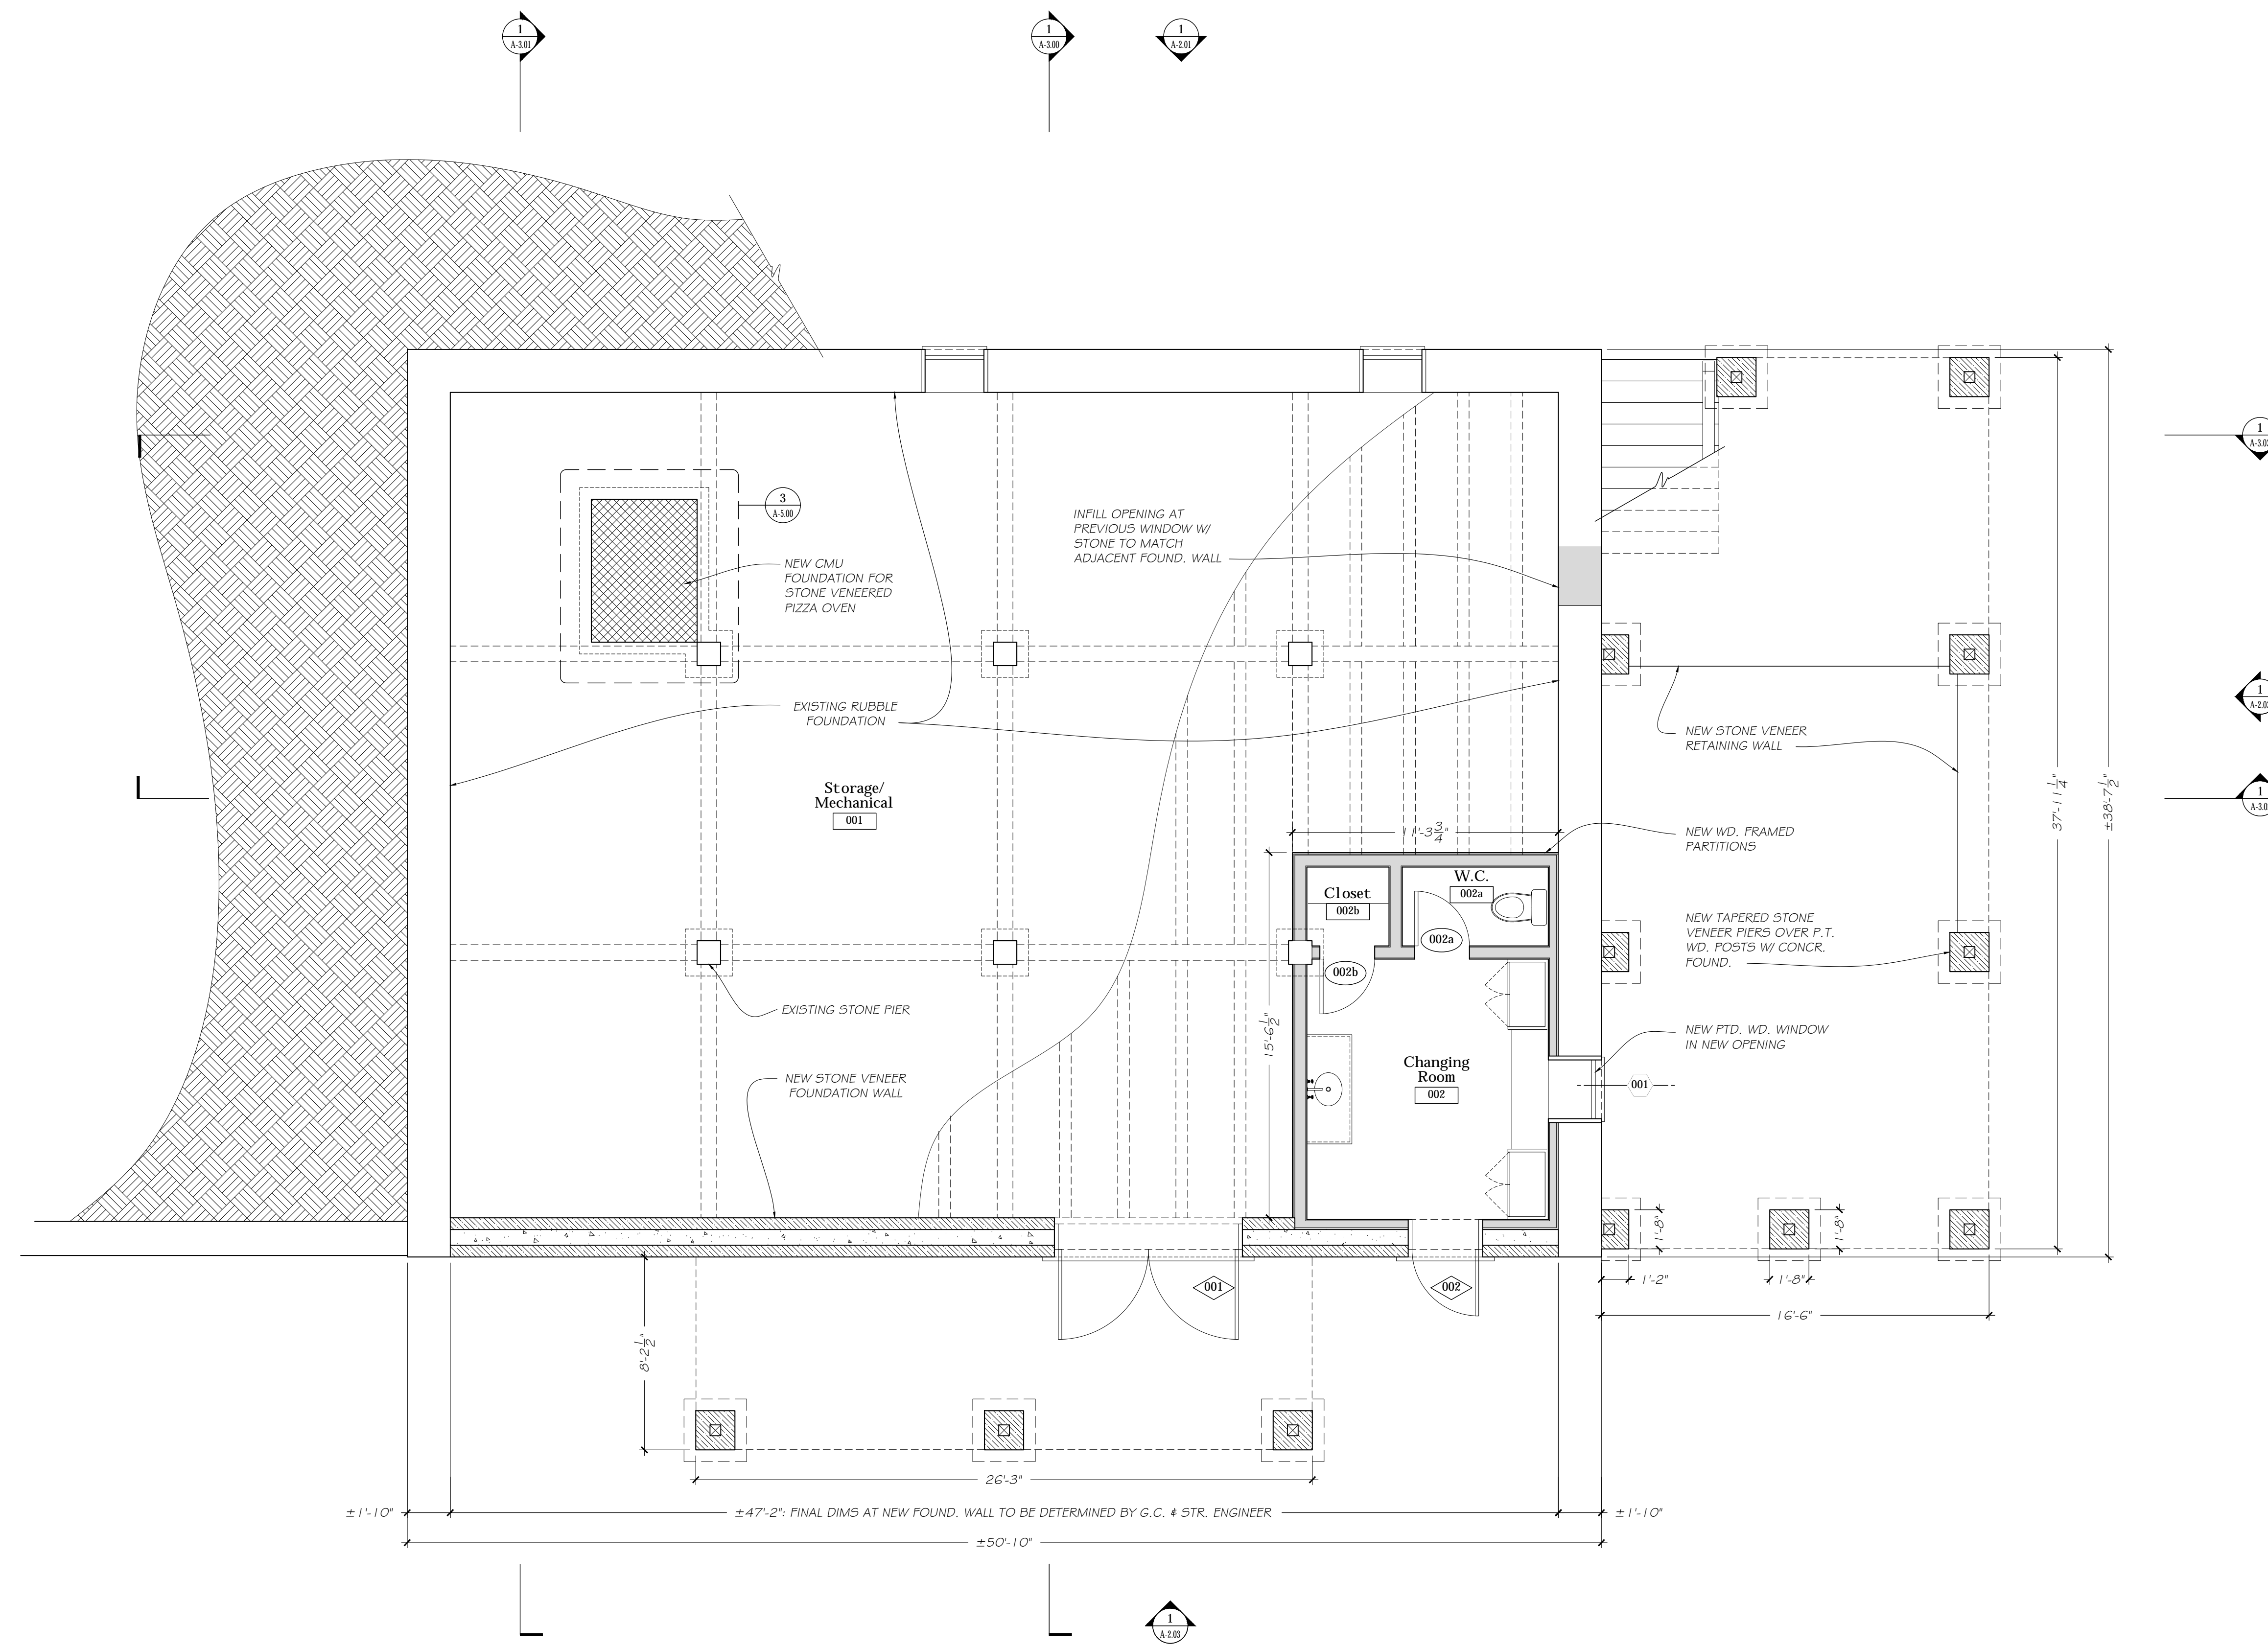 1
A-3.01
1
A-3.00
1
A-2.01
3
A-5.00
INFILL OPENING AT
PREVIOUS WINDOW W/
STONE TO MATCH
ADJACENT FOUND. WALL
NEW CMU
FOUNDATION FOR
STONE VENEERED
PIZZA OVEN
EXISTING RUBBLE
FOUNDATION
Storage/
Mechanical
001
EXISTING STONE PIER
NEW STONE VENEER
FOUNDATION WALL
11'-3 3/4"
15'-6 1/2"
Closet
002b
W.C.
002a
002a
002b
Changing
Room
002
001
NEW STONE VENEER
RETAINING WALL
NEW WD. FRAMED
PARTITIONS
NEW TAPERED STONE
VENEER PIERS OVER P.T.
WD. POSTS W/ CONCR.
FOUND.
NEW PTD. WD. WINDOW
IN NEW OPENING
37'-11 1/4"
±38'-7 1/2"
1
1
1
001
002
1'-8"
1'-8"
1'-2"
1'-8"
16'-6"
8'-2 1/2"
26'-3"
±1'-10"
±47'-2": FINAL DIMS AT NEW FOUND. WALL TO BE DETERMINED BY G.C. & STR. ENGINEER
±1'-10"
±50'-10"
1
A-2.03